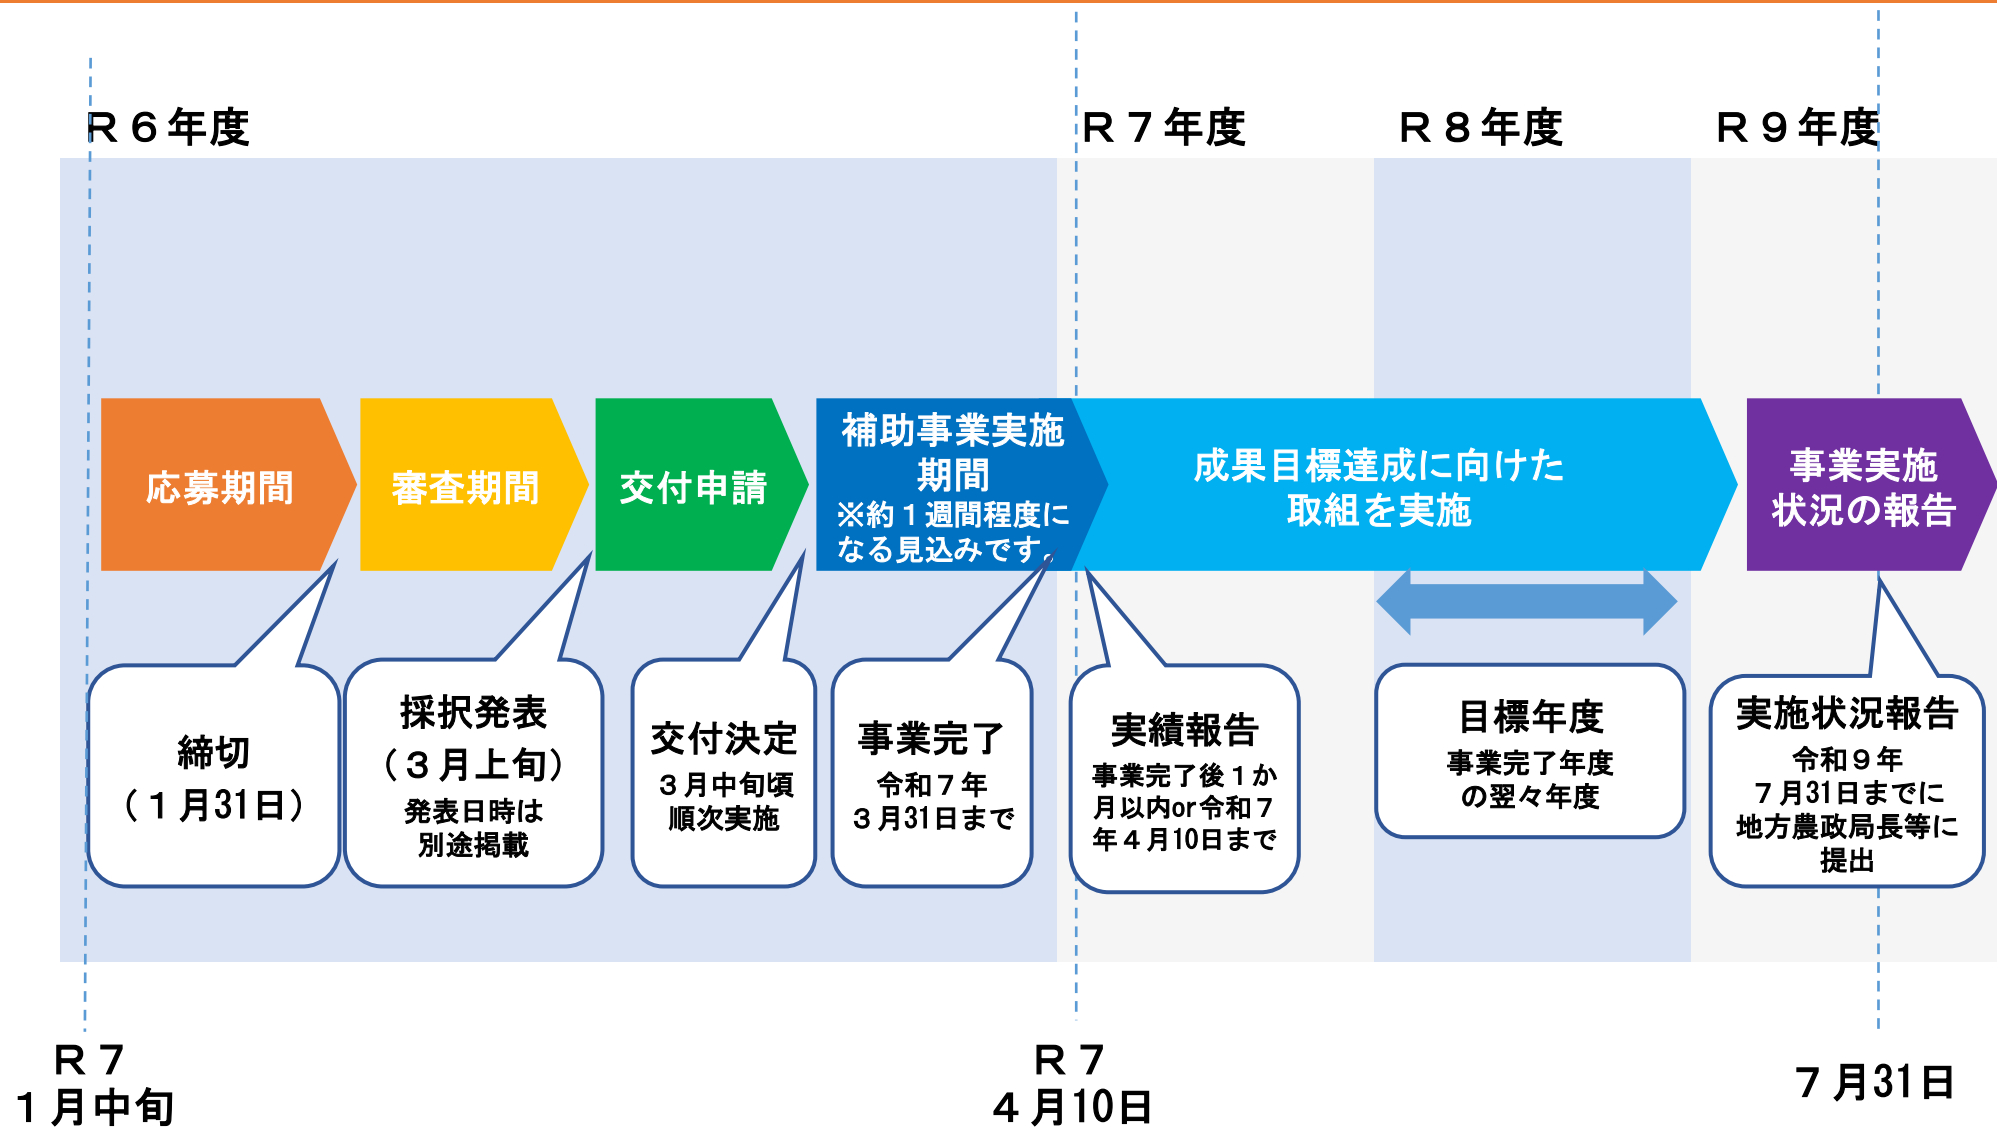 R６年度
R７年度
R８年度
R９年度
応募期間
審査期間
交付申請
補助事業実施
期間
※約１週間程度に
なる見込みです。
成果目標達成に向けた
取組を実施
事業実施
状況の報告
締切
（１月31日）
採択発表
（３月上旬）
発表日時は
別途掲載
交付決定
３月中旬頃
順次実施
事業完了
令和７年
３月31日まで
実績報告
事業完了後１か
月以内or令和７
年４月10日まで
目標年度
事業完了年度
の翌々年度
実施状況報告
令和９年
７月31日までに
地方農政局長等に
提出
R７
１月中旬
R７
４月10日
７月31日